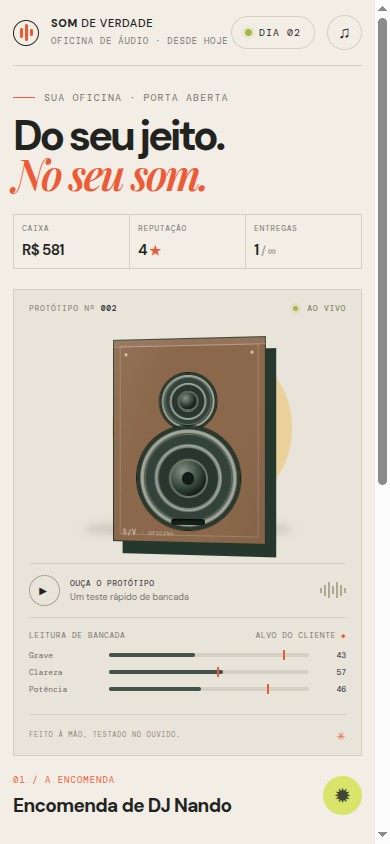 SOM DE VERDADE
OFICINA DE ÁUDIO · DESDE HOJE
DIA 02
SUA OFICINA · PORTA ABERTA
Do seu jeito.
No seu som.
CAIXA
R$ 581
REPUTAÇÃO
4★
ENTREGAS
1/∞
PROTÓTIPO Nº 002
AO VIVO
S/V · OFICINA
OUÇA O PROTÓTIPO
Um teste rápido de bancada
LEITURA DE BANCADA
ALVO DO CLIENTE
Grave 43
Clareza 57
Potência 46
FEITO À MÃO, TESTADO NO OUVIDO.
01 / A ENCOMENDA
Encomenda de DJ Nando